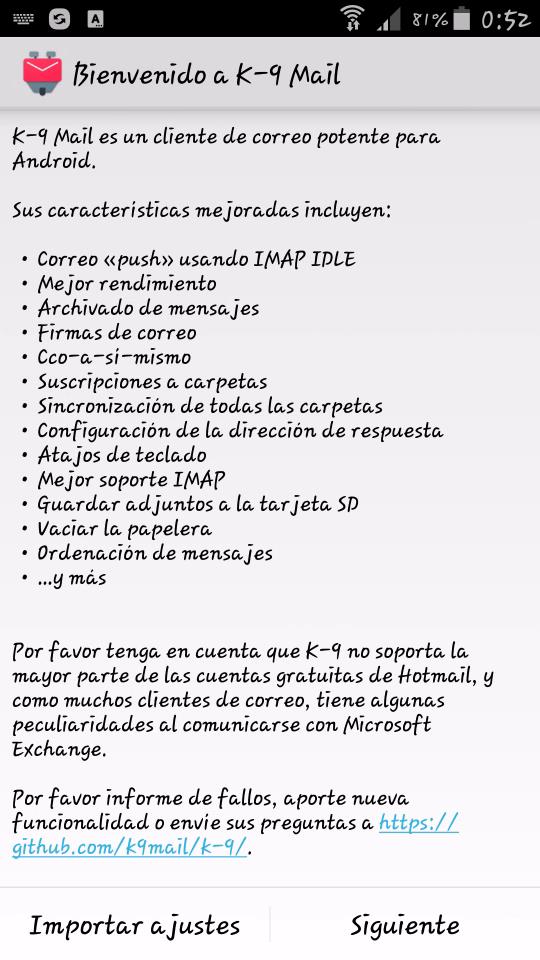 81% 0:52
Bienvenido a K-9 Mail
K-9 Mail es un cliente de correo potente para
Android.
Sus características mejoradas incluyen:
• Correo «push» usando IMAP IDLE
• Mejor rendimiento
• Archivado de mensajes
• Firmas de correo
• Cco-a-sí-mismo
• Suscripciones a carpetas
• Sincronización de todas las carpetas
• Configuración de la dirección de respuesta
• Atajos de teclado
• Mejor soporte IMAP
• Guardar adjuntos a la tarjeta SD
• Vaciar la papelera
• Ordenación de mensajes
• ...y más
Por favor tenga en cuenta que K-9 no soporta la
mayor parte de las cuentas gratuitas de Hotmail, y
como muchos clientes de correo, tiene algunas
peculiaridades al comunicarse con Microsoft
Exchange.
Por favor informe de fallos, aporte nueva
funcionalidad o envíe sus preguntas a https://
github.com/k9mail/k-9/.
Importar ajustes Siguiente